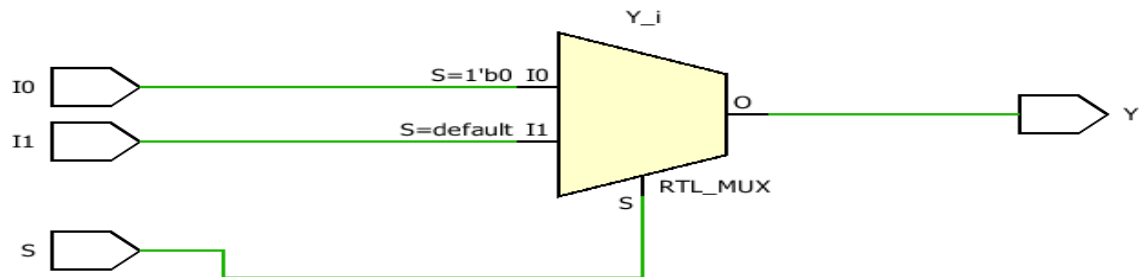 Y_i
I0
S=1'b0 I0
I1
S=default I1
O
Y
S
RTL_MUX
S